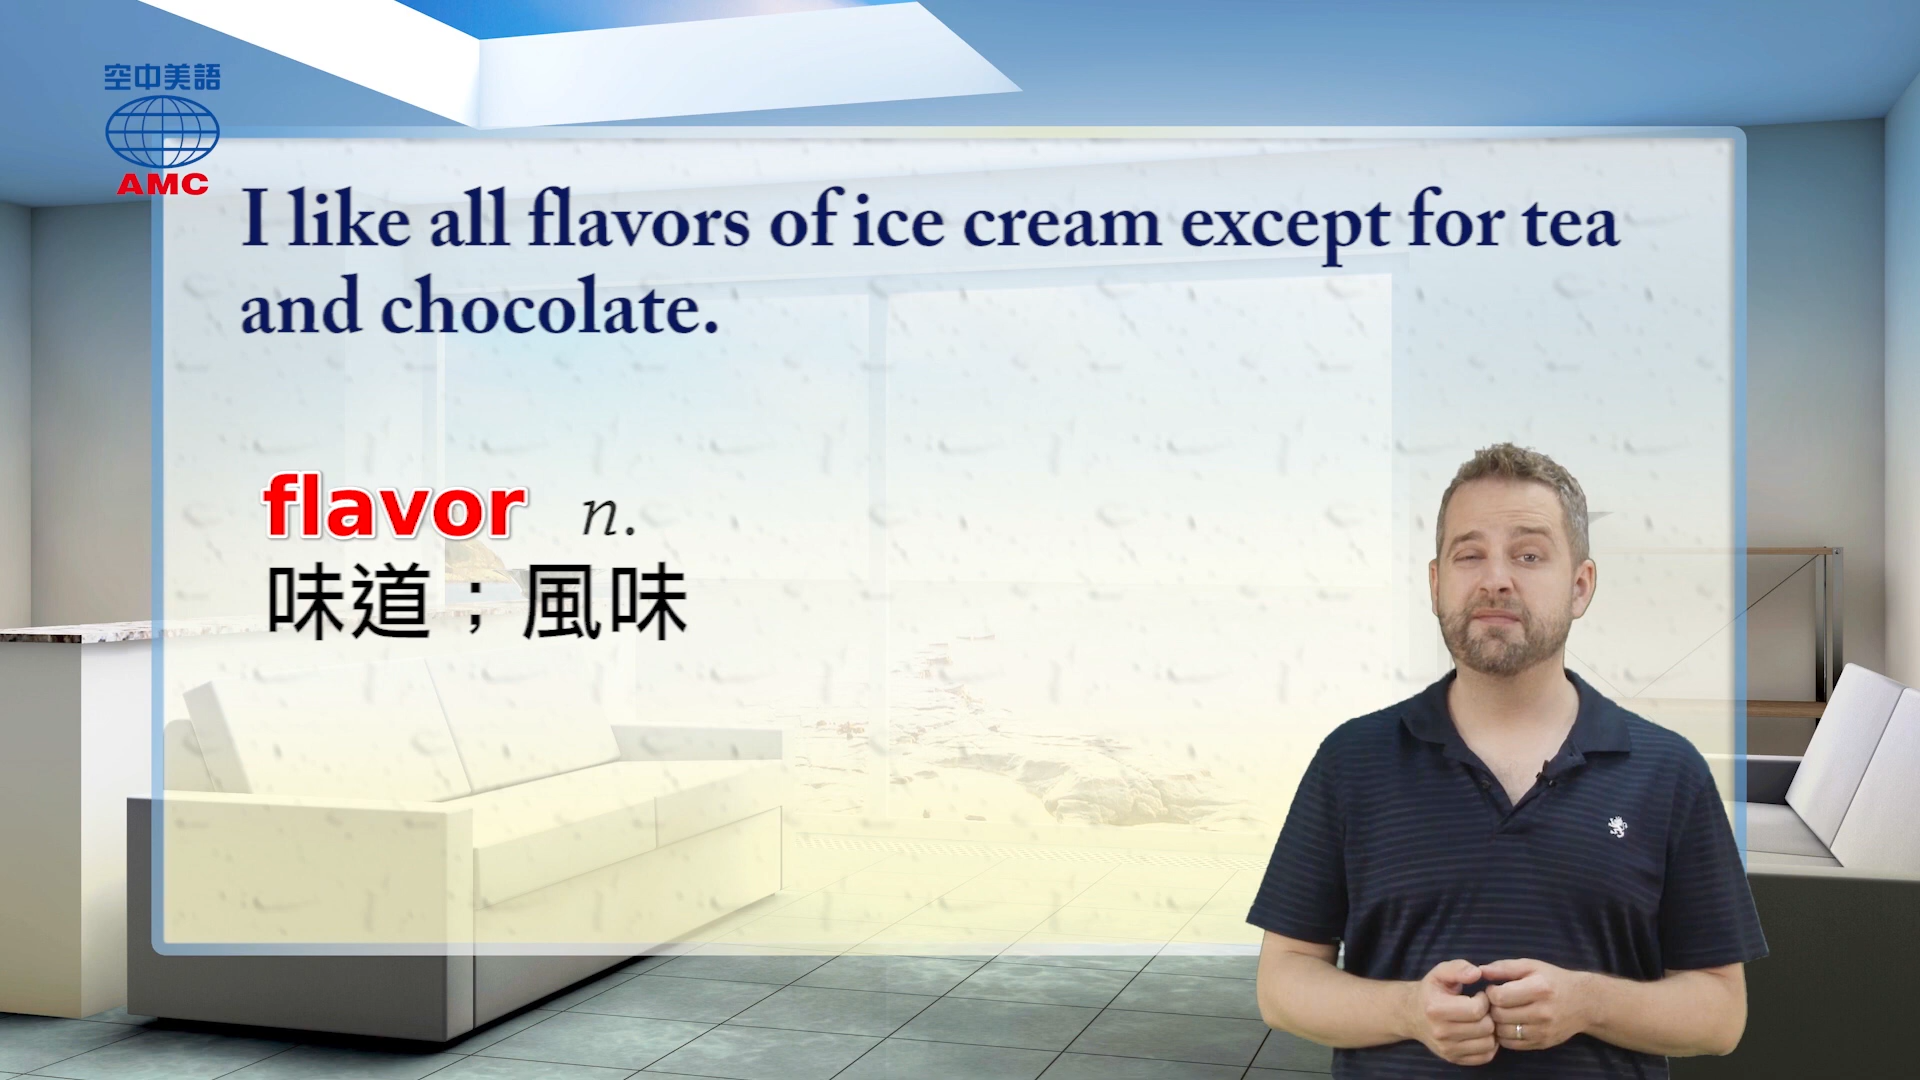 空中美語
AMC
I like all flavors of ice cream except for tea
and chocolate.
flavor n.
味道；風味